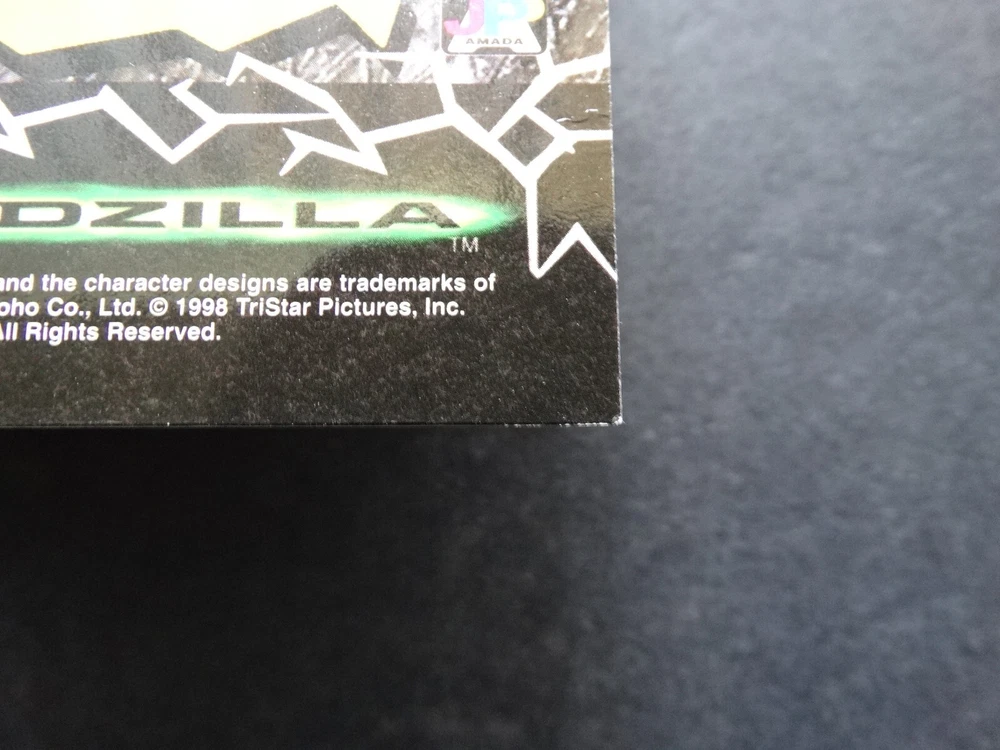 JP
AMADA
DZILLA
TM
and the character designs are trademarks of
oho Co., Ltd. © 1998 TriStar Pictures, Inc.
All Rights Reserved.